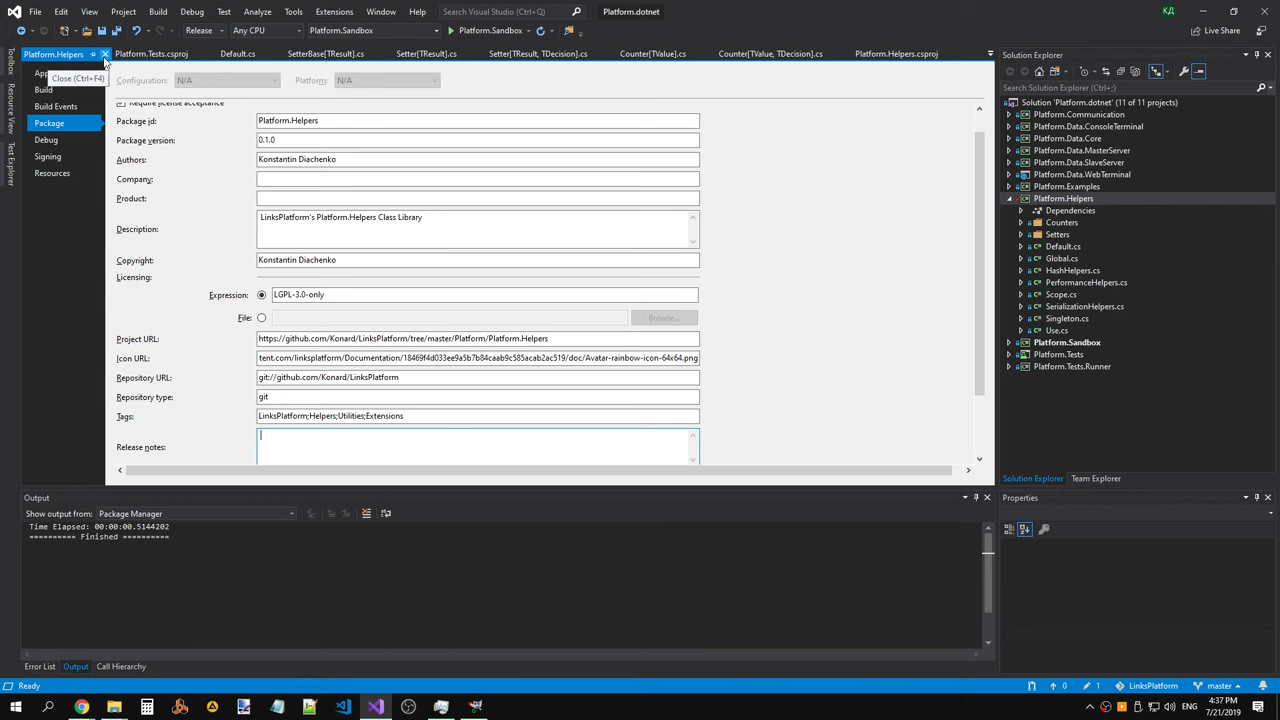 File Edit View Project Build Debug Test Analyze Tools Extensions Window Help Search Visual Studio (Ctrl+Q) Platform.dotnet KД
Release Any CPU Platform.Sandbox Platform.Sandbox Live Share
Platform.Helpers Platform.Tests.csproj Default.cs SetterBase[TResult].cs Setter[TResult].cs Setter[TResult, TDecision].cs Counter[TValue].cs Counter[TValue, TDecision].cs Platform.Helpers.csproj
Close (Ctrl+F4)
Toolbox
Resource View
Test Explorer
App
Build
Build Events
Package
Debug
Signing
Resources
Configuration: N/A Platform: N/A
Require license acceptance
Package id: Platform.Helpers
Package version: 0.1.0
Authors: Konstantin Diachenko
Company:
Product:
Description: LinksPlatform's Platform.Helpers Class Library
Copyright: Konstantin Diachenko
Licensing:
Expression: LGPL-3.0-only
File: Browse...
Project URL: https://github.com/Konard/LinksPlatform/tree/master/Platform/Platform.Helpers
Icon URL: tent.com/linksplatform/Documentation/18469f4d033ee9a5b7b84caab9c585acab2ac519/doc/Avatar-rainbow-icon-64x64.png
Repository URL: git://github.com/Konard/LinksPlatform
Repository type: git
Tags: LinksPlatform;Helpers;Utilities;Extensions
Release notes:
Solution Explorer
Search Solution Explorer (Ctrl+;)
Solution 'Platform.dotnet' (11 of 11 projects)
Platform.Communication
Platform.Data.ConsoleTerminal
Platform.Data.Core
Platform.Data.MasterServer
Platform.Data.SlaveServer
Platform.Data.WebTerminal
Platform.Examples
Platform.Helpers
Dependencies
Counters
Setters
Default.cs
Global.cs
HashHelpers.cs
PerformanceHelpers.cs
Scope.cs
SerializationHelpers.cs
Singleton.cs
Use.cs
Platform.Sandbox
Platform.Tests
Platform.Tests.Runner
Solution Explorer Team Explorer
Properties
Output
Show output from: Package Manager
Time Elapsed: 00:00:00.5144202
========== Finished ==========
Error List Output Call Hierarchy
Ready 0 1 LinksPlatform master
ENG 4:37 PM
7/21/2019